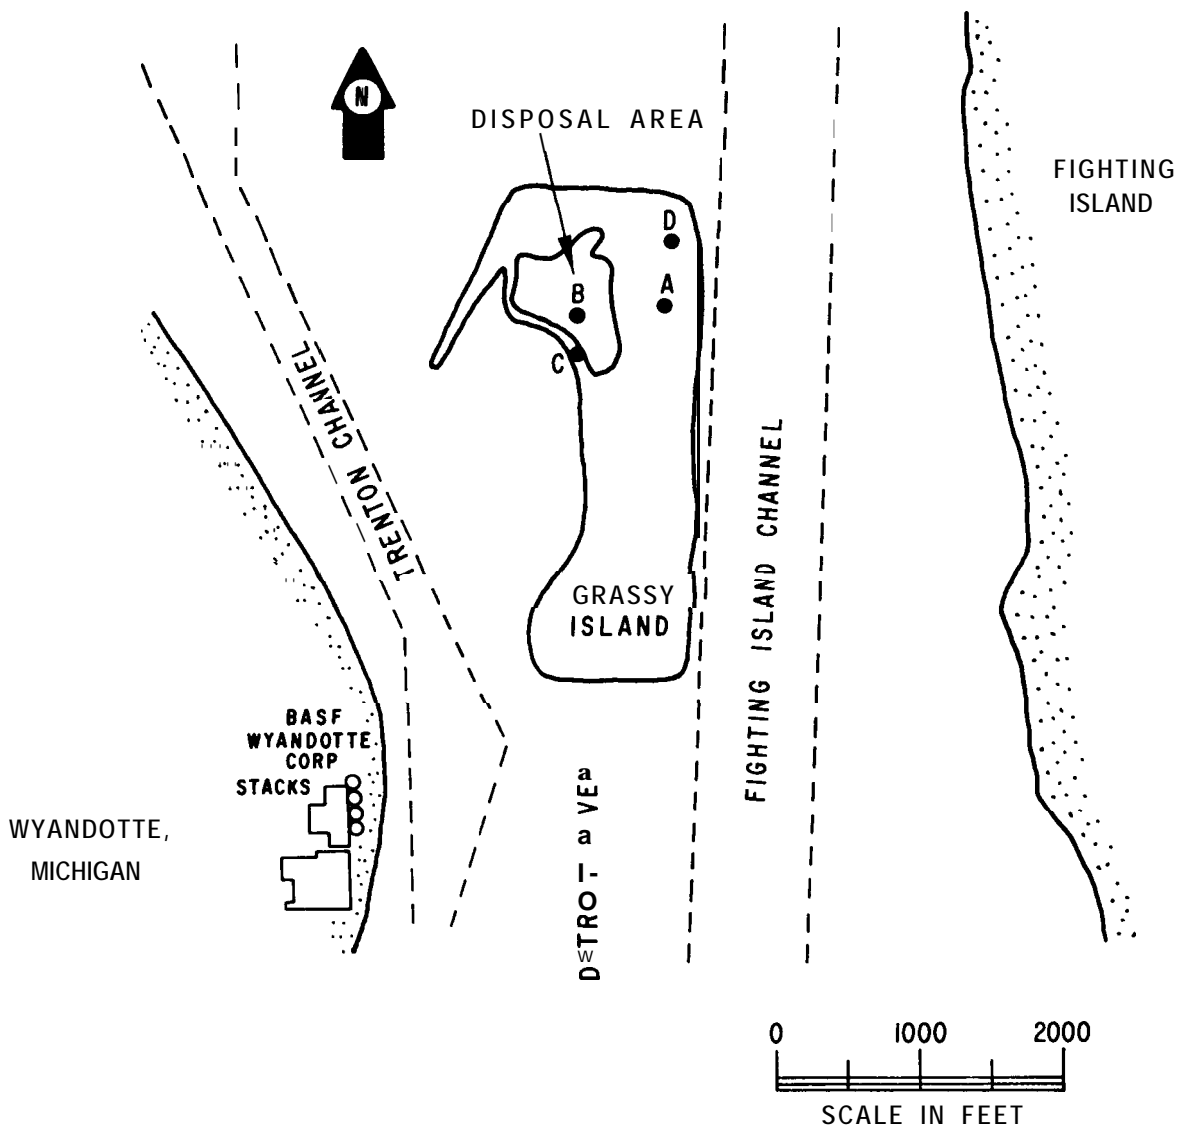 N
DISPOSAL AREA
FIGHTING
ISLAND
D
A
B
C
TRENTON CHANNEL
FIGHTING ISLAND CHANNEL
GRASSY
ISLAND
BASF
WYANDOTTE
CORP
STACKS
WYANDOTTE,
MICHIGAN
0 1000 2000
SCALE IN FEET